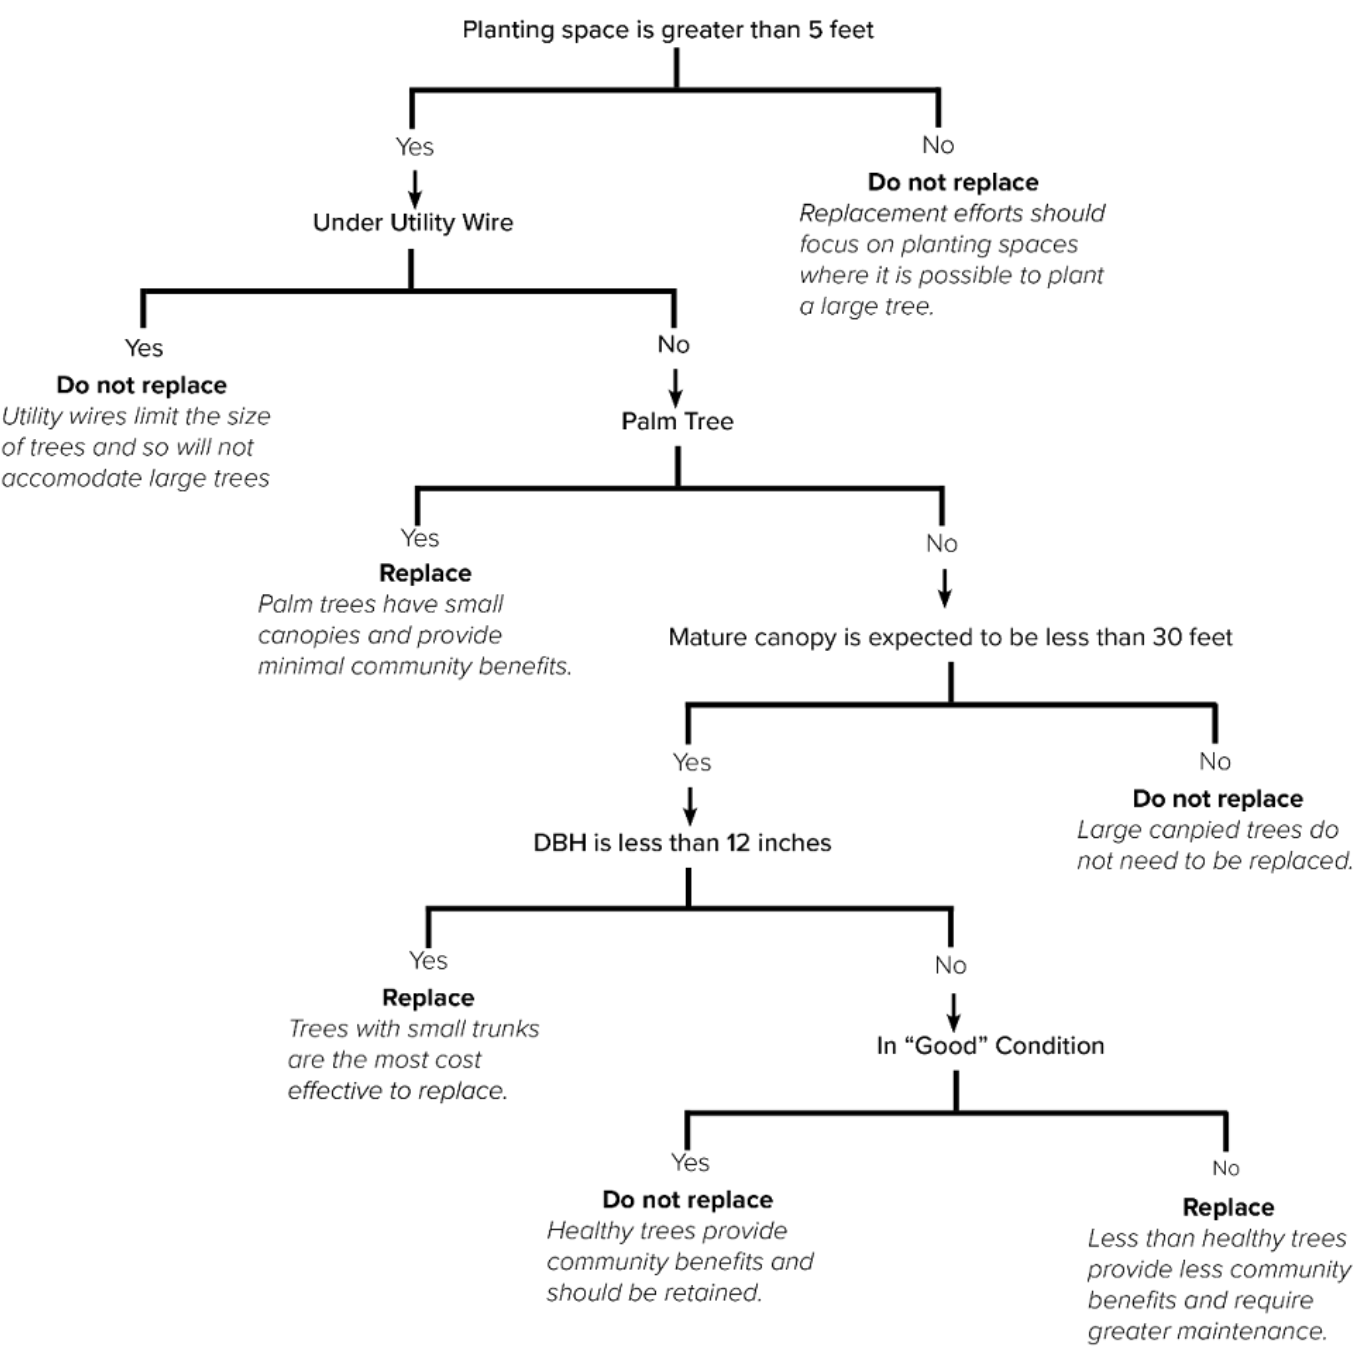 Planting space is greater than 5 feet
Yes
No
Do not replace
Replacement efforts should
focus on planting spaces
where it is possible to plant
a large tree.
Under Utility Wire
Yes
Do not replace
Utility wires limit the size
of trees and so will not
accomodate large trees
No
Palm Tree
Yes
Replace
Palm trees have small
canopies and provide
minimal community benefits.
No
Mature canopy is expected to be less than 30 feet
Yes
No
Do not replace
Large canpied trees do
not need to be replaced.
DBH is less than 12 inches
Yes
Replace
Trees with small trunks
are the most cost
effective to replace.
No
In “Good” Condition
Yes
Do not replace
Healthy trees provide
community benefits and
should be retained.
No
Replace
Less than healthy trees
provide less community
benefits and require
greater maintenance.